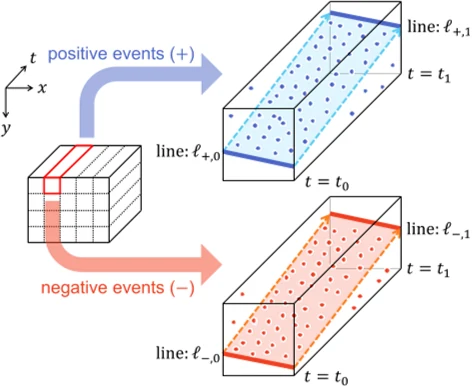 positive events (+)
t
x
y
line: ℓ₊,₁
t = t₁
line: ℓ₊,₀
t = t₀
negative events (−)
line: ℓ₋,₁
t = t₁
line: ℓ₋,₀
t = t₀